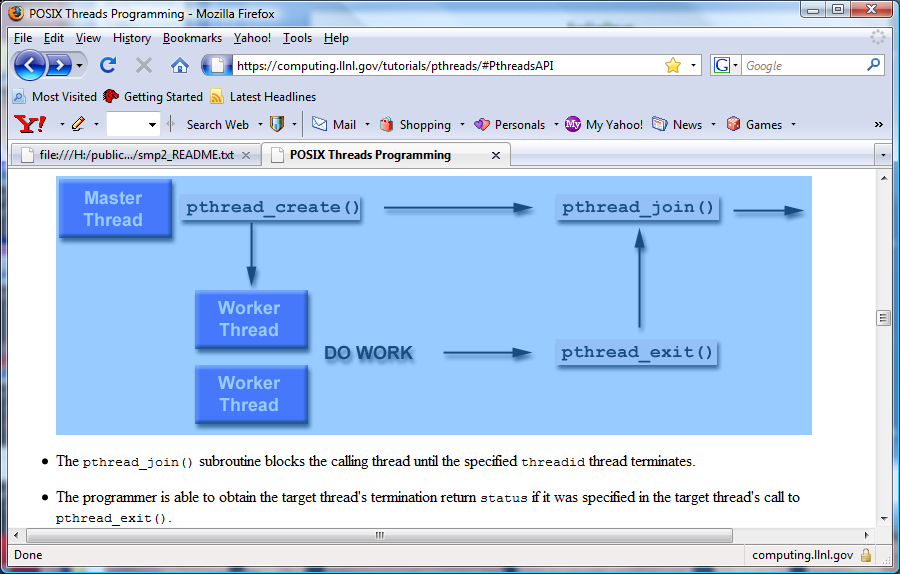 POSIX Threads Programming - Mozilla Firefox
File Edit View History Bookmarks Yahoo! Tools Help
https://computing.llnl.gov/tutorials/pthreads/#PthreadsAPI
G Google
Most Visited Getting Started Latest Headlines
Y! Search Web Mail Shopping Personals My My Yahoo! News Games »
file:///H:/public.../smp2_README.txt POSIX Threads Programming
Master
Thread
pthread_create()
pthread_join()
Worker
Thread
DO WORK
pthread_exit()
Worker
Thread
• The pthread_join() subroutine blocks the calling thread until the specified threadid thread terminates.
• The programmer is able to obtain the target thread's termination return status if it was specified in the target thread's call to
pthread_exit().
Done
computing.llnl.gov